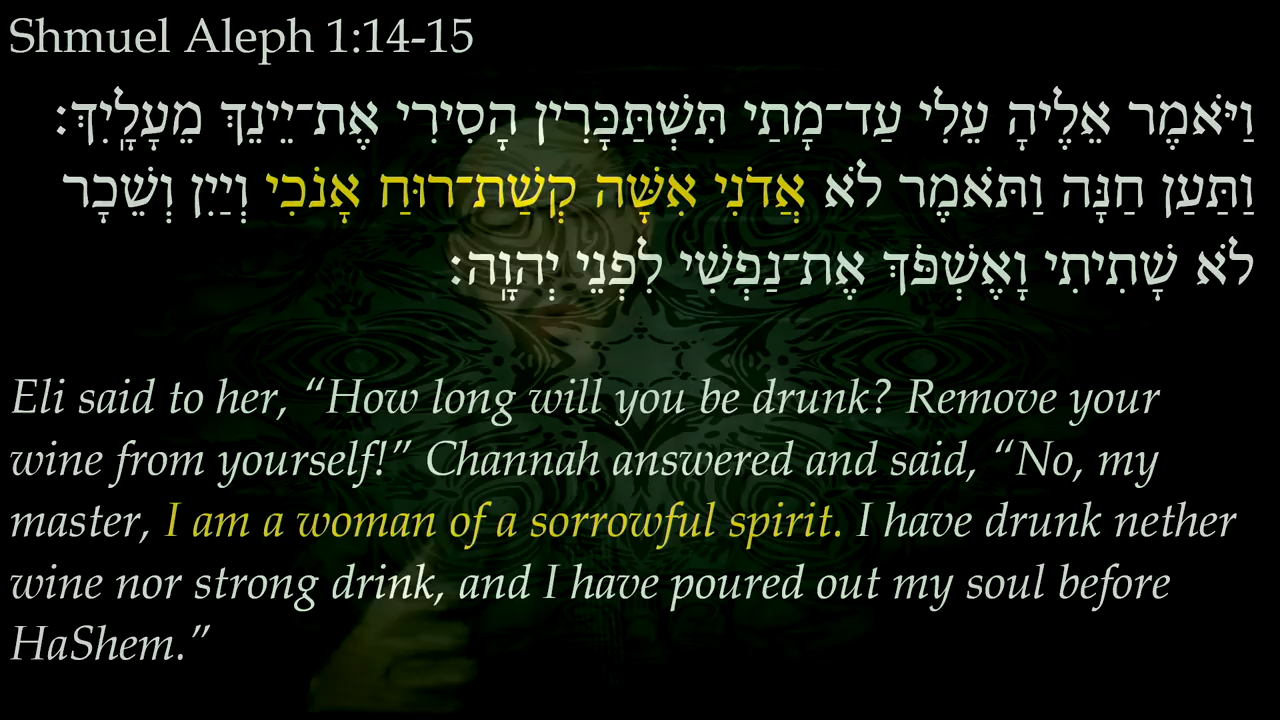 Shmuel Aleph 1:14-15
וַיֹּאמֶר אֵלֶיהָ עֵלִי עַד־מָתַי תִּשְׁתַּכָּרִין הָסִירִי אֶת־יֵינֵךְ מֵעָלָיִךְ׃
וַתַּעַן חַנָּה וַתֹּאמֶר לֹא אֲדֹנִי אִשָּׁה קְשַׁת־רוּחַ אָנֹכִי וְיַיִן וְשֵׁכָר
לֹא שָׁתִיתִי וָאֶשְׁפֹּךְ אֶת־נַפְשִׁי לִפְנֵי יְהוָה׃
Eli said to her, “How long will you be drunk? Remove your
wine from yourself!” Channah answered and said, “No, my
master, I am a woman of a sorrowful spirit. I have drunk nether
wine nor strong drink, and I have poured out my soul before
HaShem.”